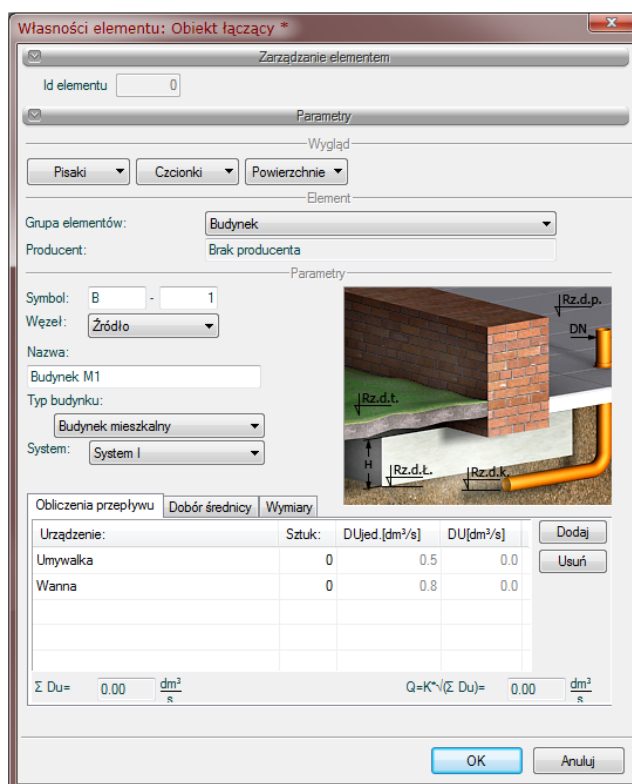 Własności elementu: Obiekt łączący *
Zarządzanie elementem
Id elementu 0
Parametry
Wygląd
Pisaki Czcionki Powierzchnie
Element
Grupa elementów: Budynek
Producent: Brak producenta
Parametry
Symbol: B - 1
Węzeł: Źródło
Nazwa:
Budynek M1
Typ budynku:
Budynek mieszkalny
System: System I
Rz.d.p.
DN
Rz.d.t.
H
Rz.d.Ł. Rz.d.k.
Obliczenia przepływu Dobór średnicy Wymiary
Urządzenie: Sztuk: DUjed.[dm³/s] DU[dm³/s] Dodaj
Umywalka 0 0.5 0.0 Usuń
Wanna 0 0.8 0.0
Σ Du= 0.00 dm³/s Q=K*√(Σ Du)= 0.00 dm³/s
OK Anuluj